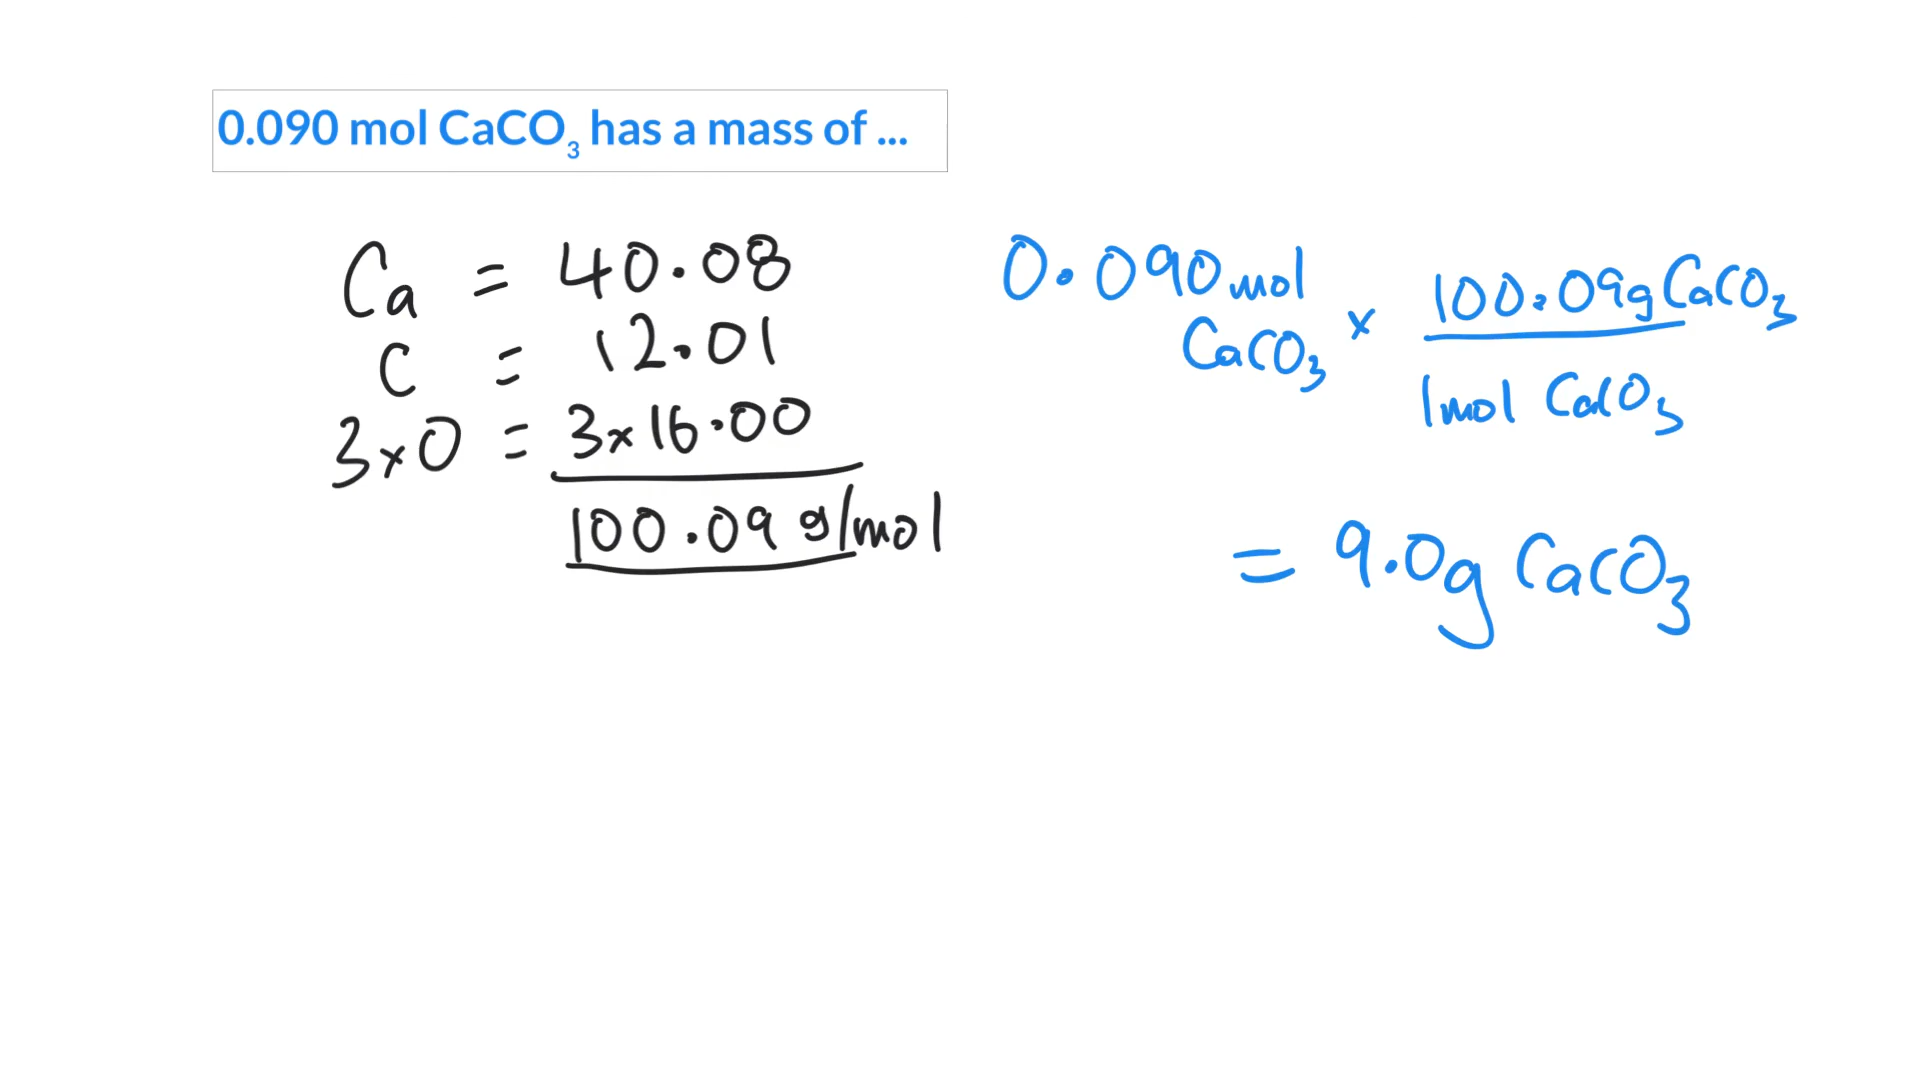 0.090 mol CaCO₃ has a mass of ...
Ca = 40.08
C = 12.01
3×O = 3×16.00
100.09 g/mol
0.090 mol CaCO₃ × 100.09g CaCO₃
1mol CaCO₃
= 9.0g CaCO₃